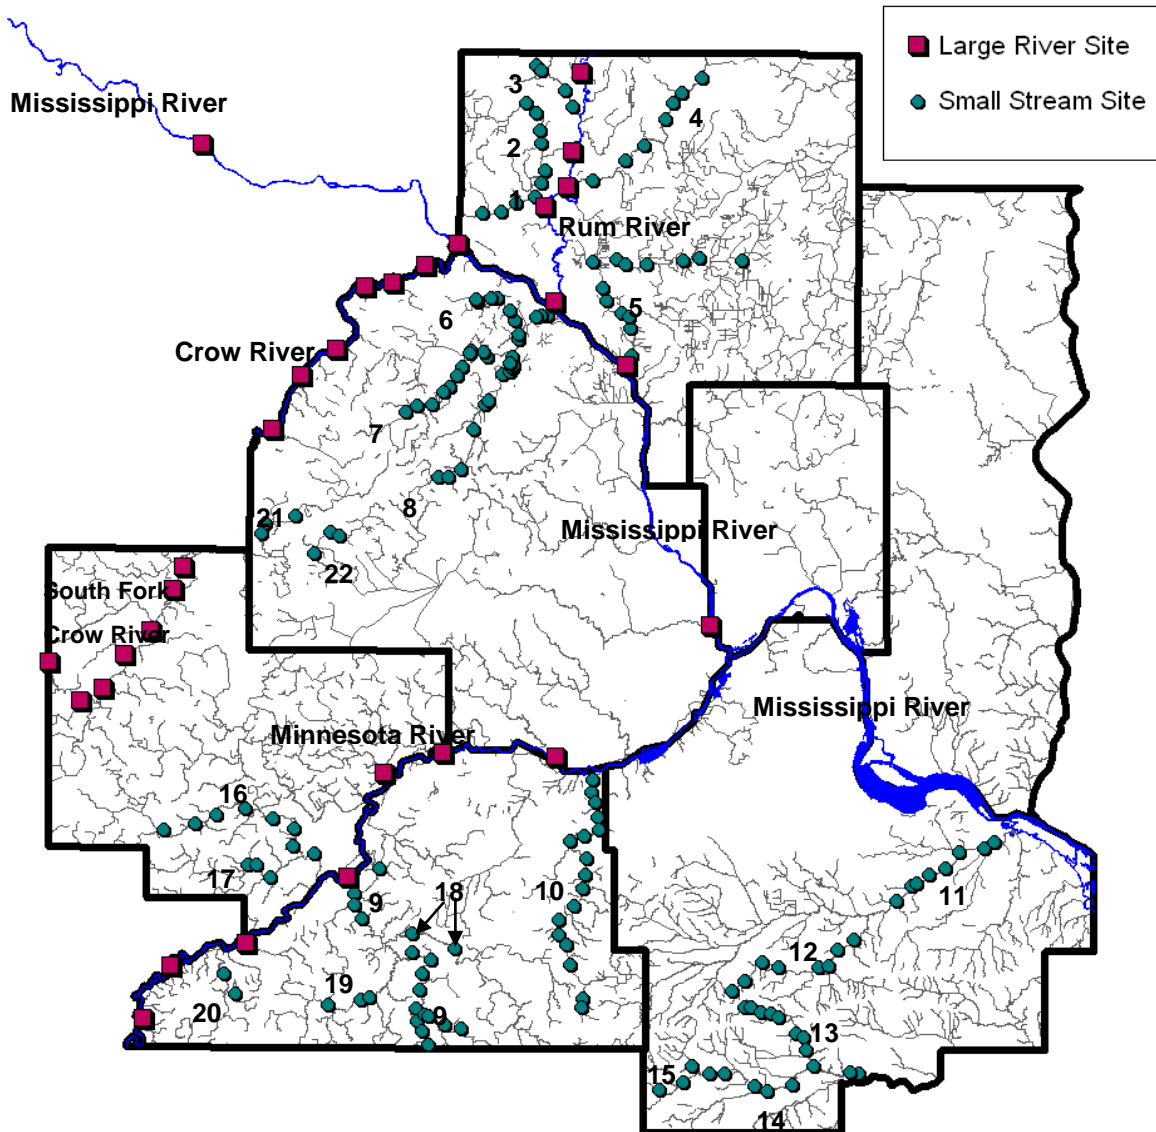 Large River Site
Small Stream Site
Mississippi River
3
4
2
1
Rum River
5
6
Crow River
7
8
21
Mississippi River
22
South Fork
Crow River
Mississippi River
Minnesota River
16
17
18
10
9
11
12
19
20
9
13
15
14